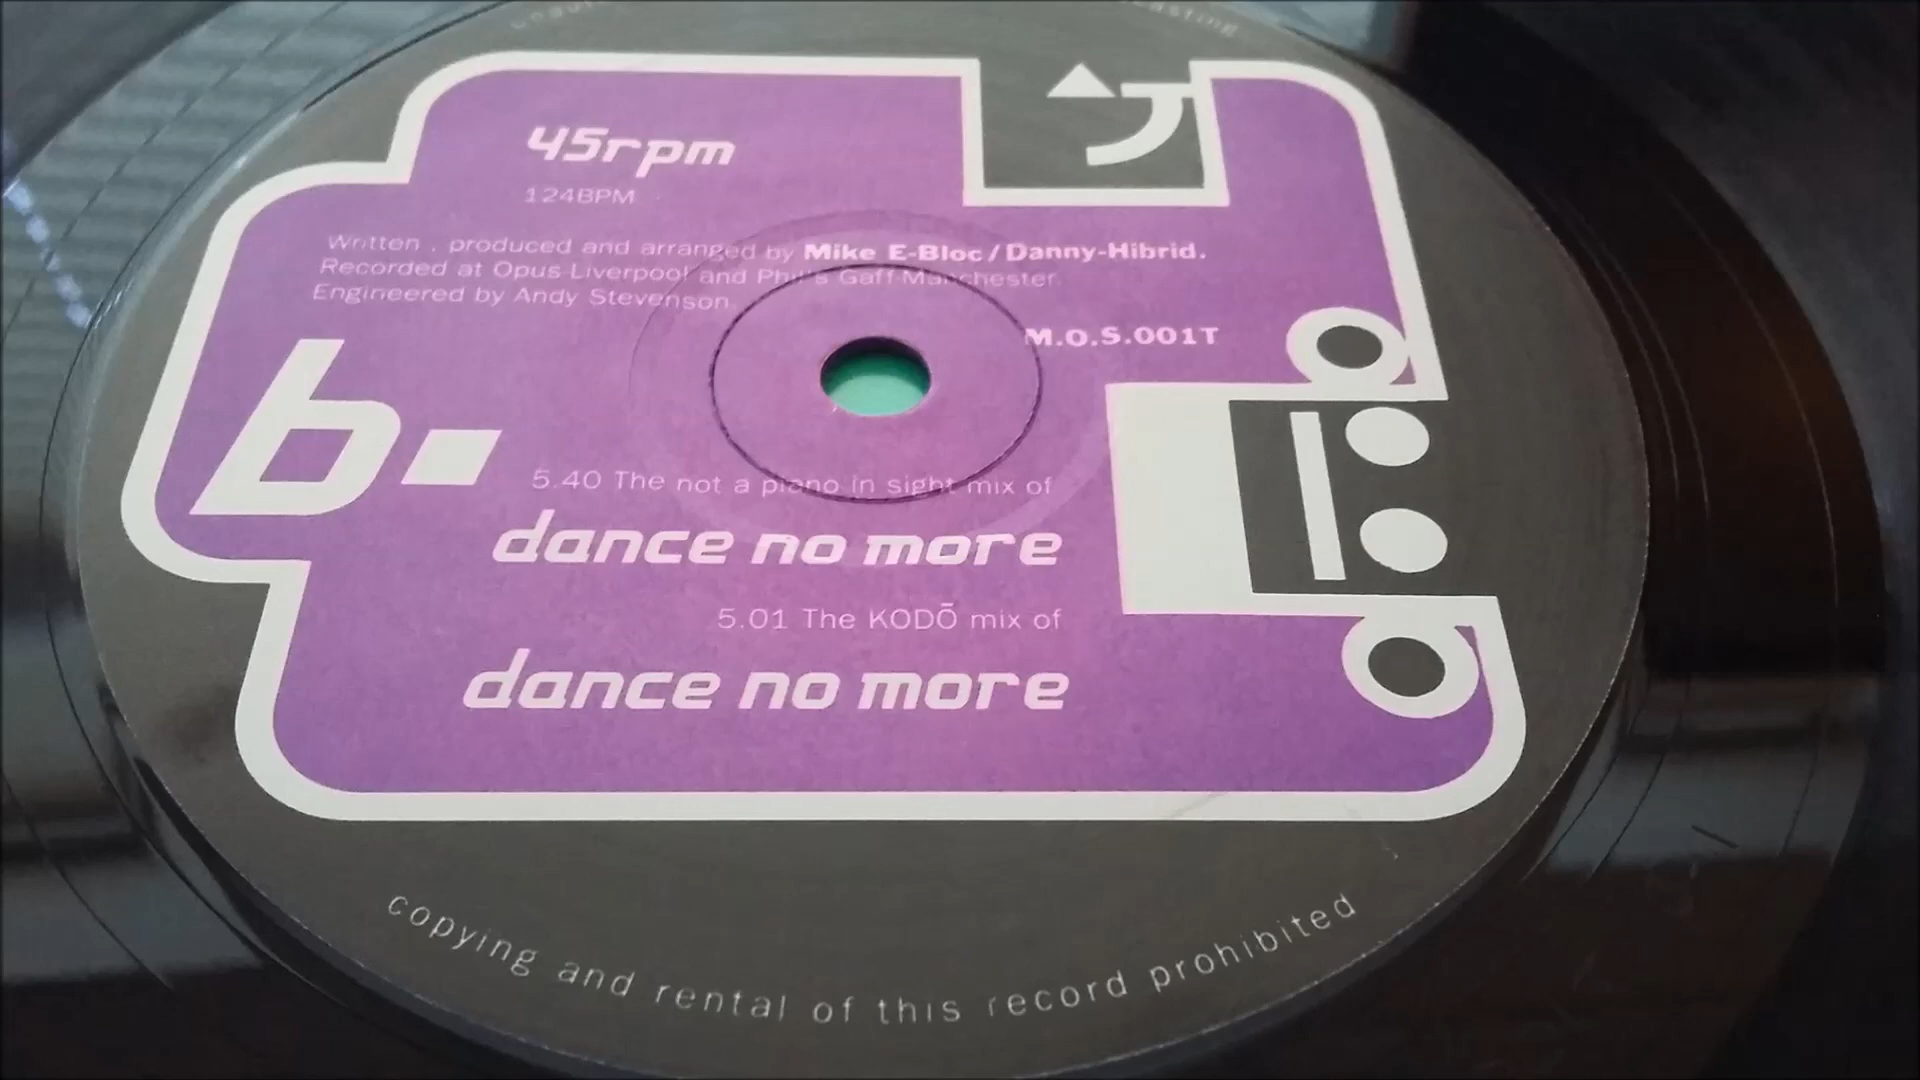 45rpm
124BPM
Written . produced and arranged by Mike E-Bloc/Danny-Hibrid.
Recorded at Opus-Liverpool and Phil's Gaff-Manchester.
Engineered by Andy Stevenson.
M.O.S.001T
b.
5.40 The not a piano in sight mix of
dance no more
5.01 The KODŌ mix of
dance no more
copying and rental of this record prohibited